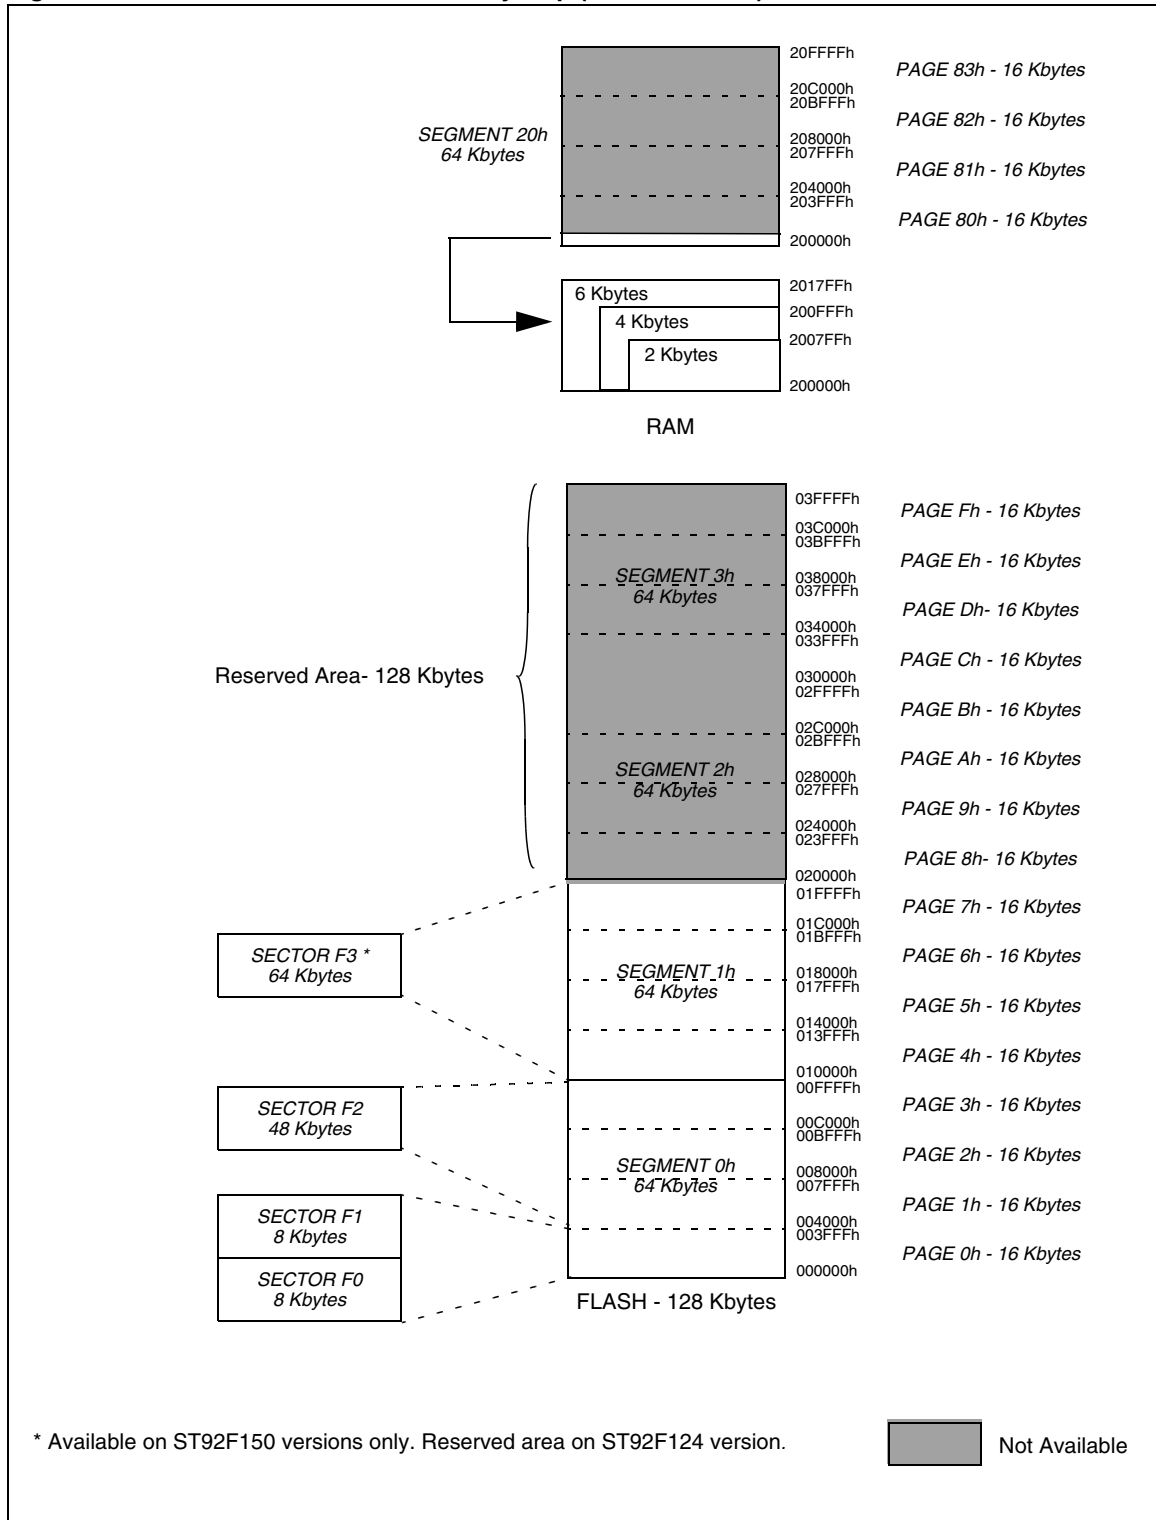 20FFFFh
PAGE 83h - 16 Kbytes
20C000h
20BFFFh
PAGE 82h - 16 Kbytes
SEGMENT 20h
64 Kbytes
208000h
207FFFh
PAGE 81h - 16 Kbytes
204000h
203FFFh
PAGE 80h - 16 Kbytes
200000h
2017FFh
6 Kbytes
200FFFh
4 Kbytes
2007FFh
2 Kbytes
200000h
RAM
03FFFFh
PAGE Fh - 16 Kbytes
03C000h
03BFFFh
PAGE Eh - 16 Kbytes
SEGMENT 3h
64 Kbytes
038000h
037FFFh
PAGE Dh- 16 Kbytes
034000h
033FFFh
PAGE Ch - 16 Kbytes
Reserved Area- 128 Kbytes
030000h
02FFFFh
PAGE Bh - 16 Kbytes
02C000h
02BFFFh
PAGE Ah - 16 Kbytes
SEGMENT 2h
64 Kbytes
028000h
027FFFh
PAGE 9h - 16 Kbytes
024000h
023FFFh
PAGE 8h- 16 Kbytes
020000h
01FFFFh
PAGE 7h - 16 Kbytes
01C000h
01BFFFh
SECTOR F3 *
64 Kbytes
PAGE 6h - 16 Kbytes
SEGMENT 1h
64 Kbytes
018000h
017FFFh
PAGE 5h - 16 Kbytes
014000h
013FFFh
PAGE 4h - 16 Kbytes
010000h
00FFFFh
SECTOR F2
48 Kbytes
PAGE 3h - 16 Kbytes
00C000h
00BFFFh
PAGE 2h - 16 Kbytes
SEGMENT 0h
64 Kbytes
008000h
007FFFh
PAGE 1h - 16 Kbytes
SECTOR F1
8 Kbytes
004000h
003FFFh
PAGE 0h - 16 Kbytes
SECTOR F0
8 Kbytes
000000h
FLASH - 128 Kbytes
* Available on ST92F150 versions only. Reserved area on ST92F124 version.
Not Available